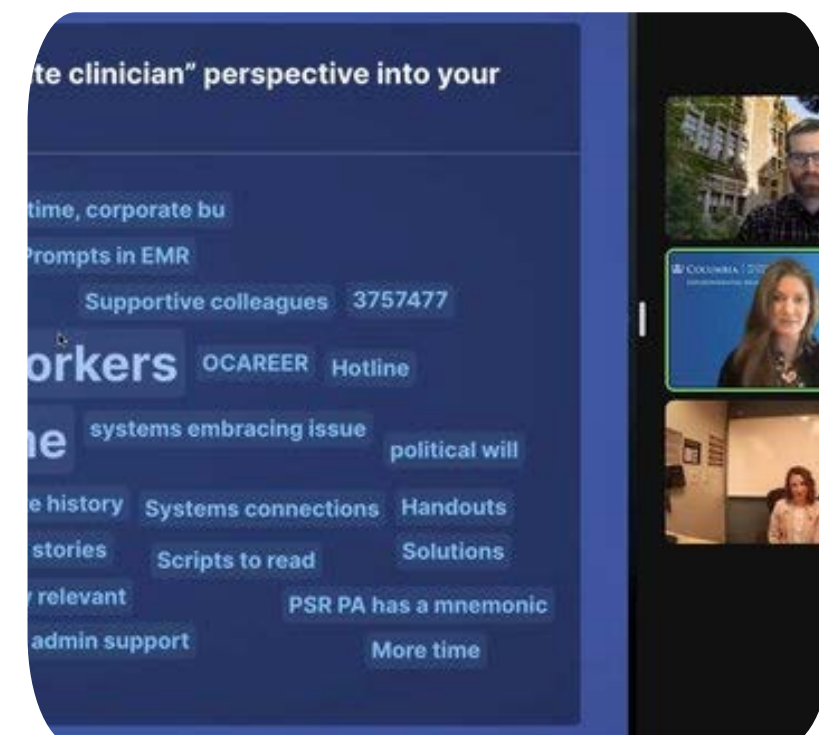 te clinician” perspective into your
time, corporate bu
Prompts in EMR
Supportive colleagues 3757477
orkers OCAREER Hotline
ne systems embracing issue
political will
e history Systems connections Handouts
stories Scripts to read Solutions
relevant PSR PA has a mnemonic
admin support More time
COLUMBIA